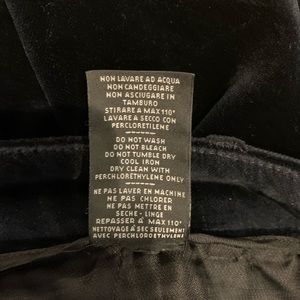 NON LAVARE AD ACQUA
NON CANDEGGIARE
NON ASCIUGARE IN
TAMBURO
STIRARE A MAX 110°
LAVARE A SECCO CON
PERCLORETILENE
DO NOT WASH
DO NOT BLEACH
DO NOT TUMBLE DRY
COOL IRON
DRY CLEAN WITH
PERCHLORETHYLENE ONLY
NE PAS LAVER EN MACHINE
NE PAS CHLORER
NE PAS METTRE EN
SECHE - LINGE
REPASSER À MAX 110°
NETTOYAGE À SEC SEULEMENT
AVEC PERCHLOROETHYLENE